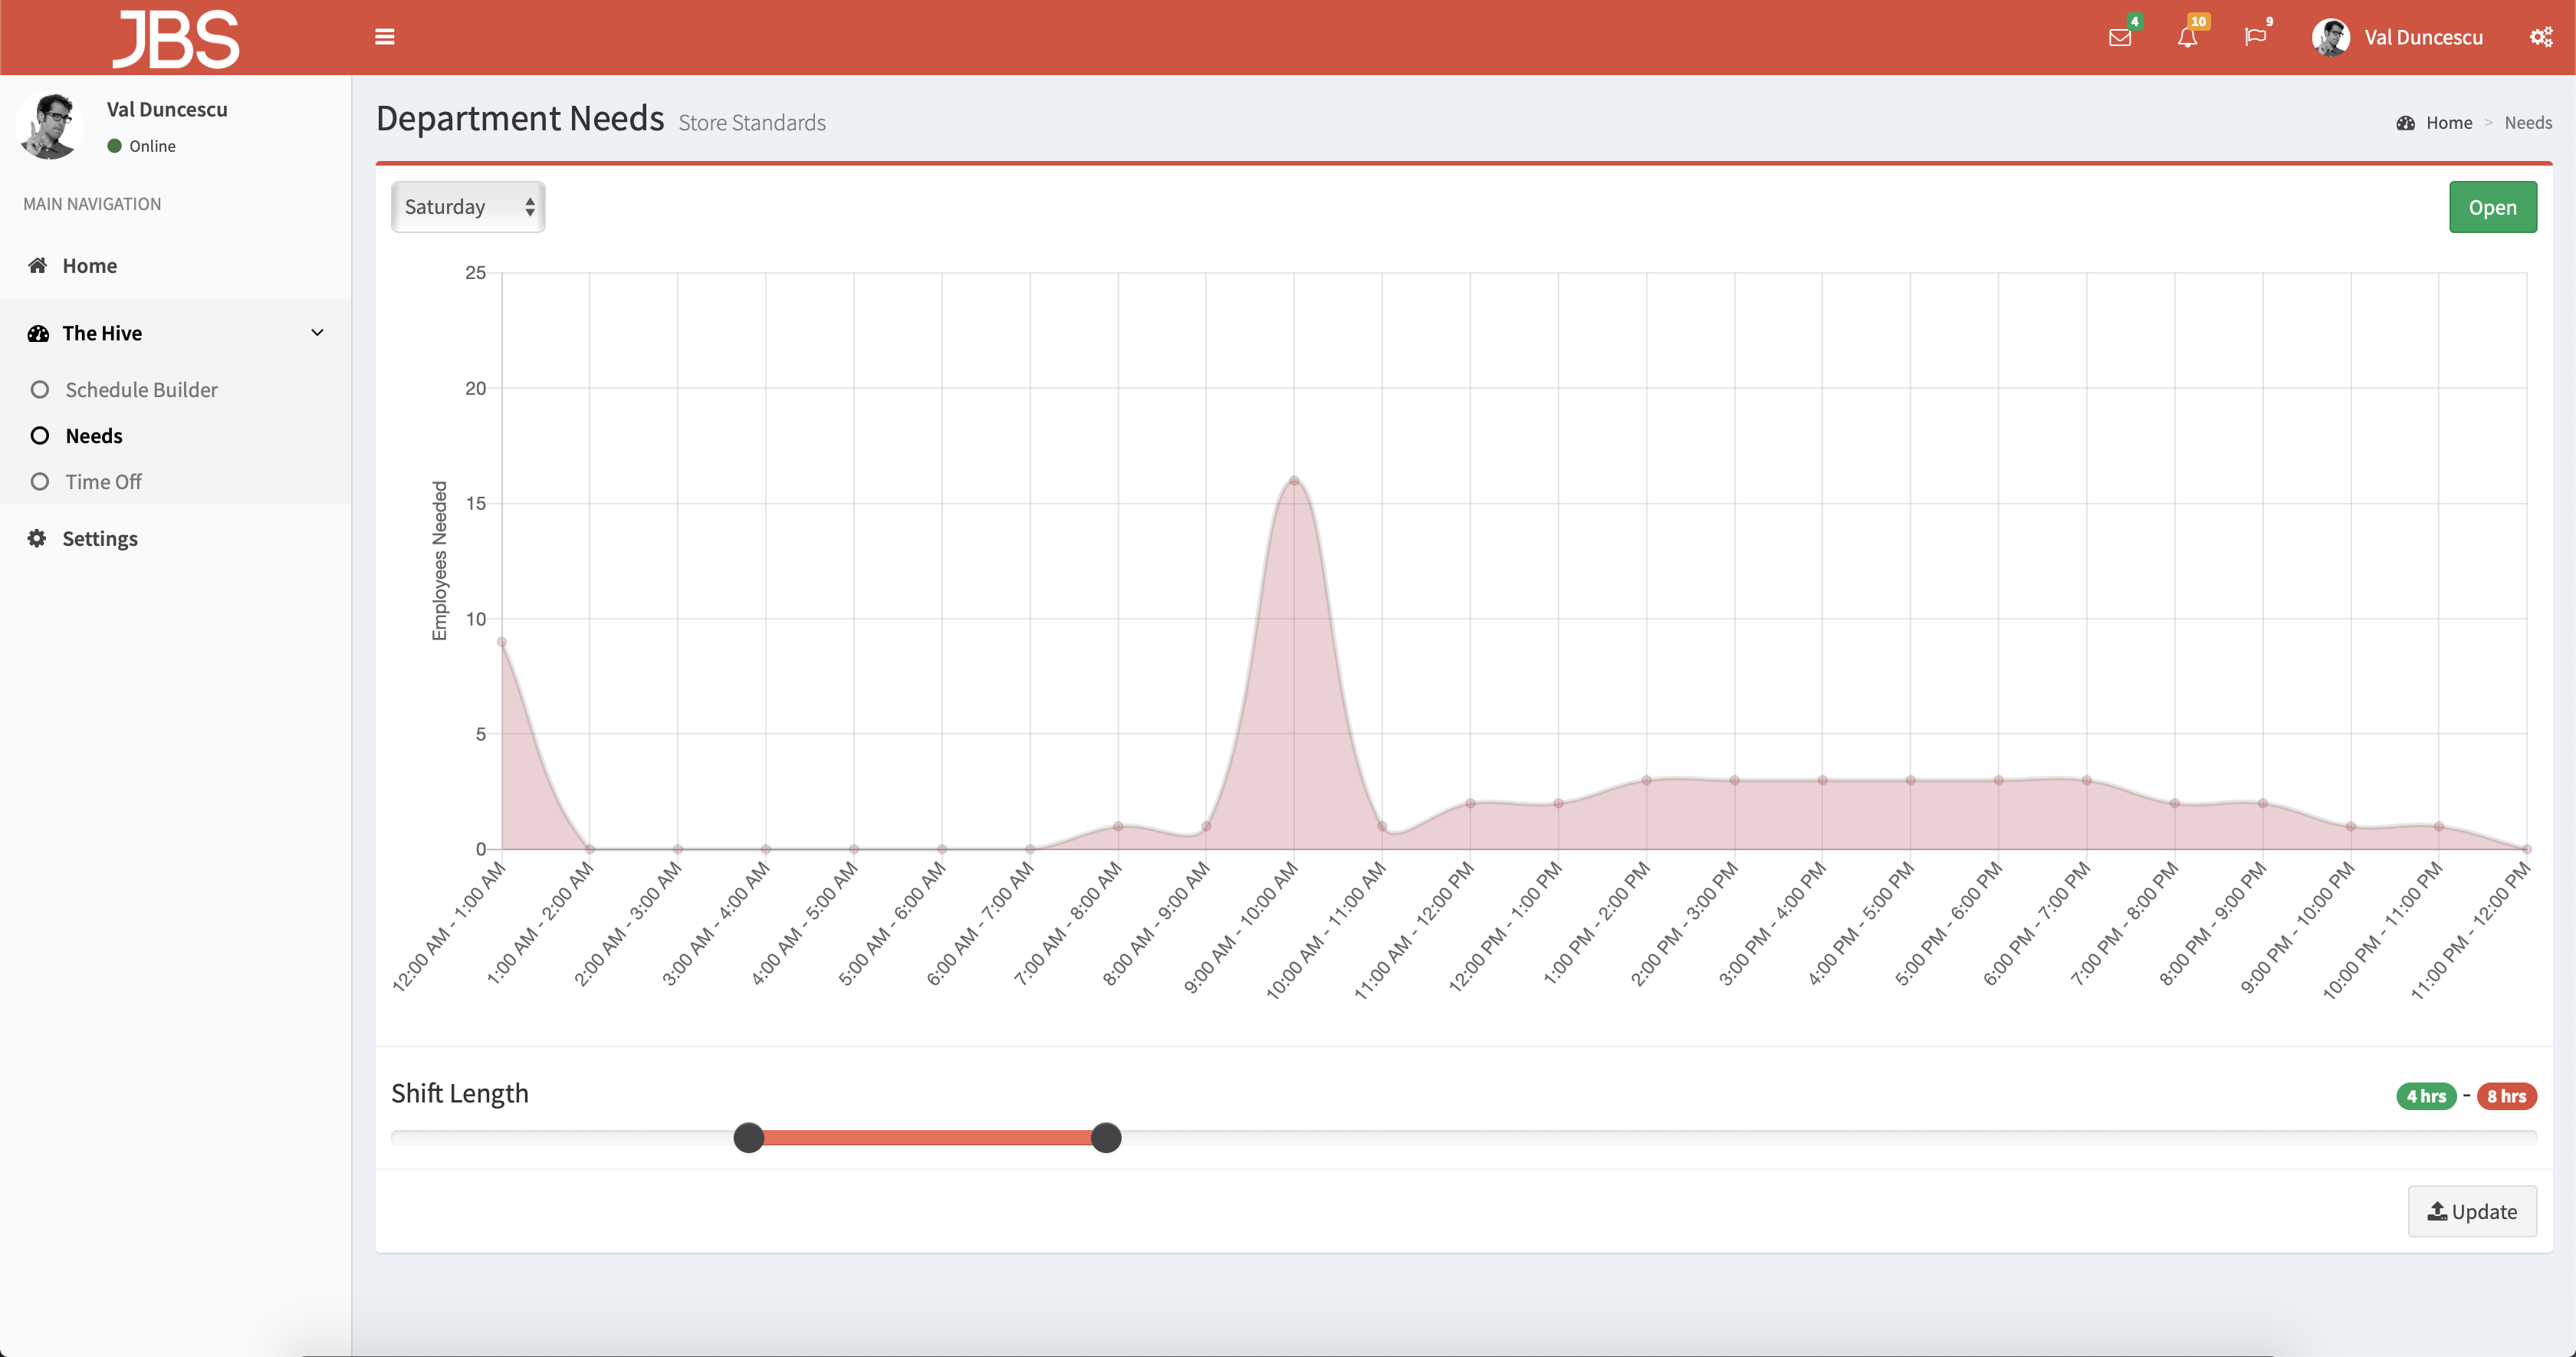 JBS
4
10
9
Val Duncescu
Val Duncescu
Online
MAIN NAVIGATION
Home
The Hive
Schedule Builder
Needs
Time Off
Settings
Department Needs Store Standards
Home > Needs
Saturday
Open
Employees Needed
25
20
15
10
5
0
12:00 AM - 1:00 AM
1:00 AM - 2:00 AM
2:00 AM - 3:00 AM
3:00 AM - 4:00 AM
4:00 AM - 5:00 AM
5:00 AM - 6:00 AM
6:00 AM - 7:00 AM
7:00 AM - 8:00 AM
8:00 AM - 9:00 AM
9:00 AM - 10:00 AM
10:00 AM - 11:00 AM
11:00 AM - 12:00 PM
12:00 PM - 1:00 PM
1:00 PM - 2:00 PM
2:00 PM - 3:00 PM
3:00 PM - 4:00 PM
4:00 PM - 5:00 PM
5:00 PM - 6:00 PM
6:00 PM - 7:00 PM
7:00 PM - 8:00 PM
8:00 PM - 9:00 PM
9:00 PM - 10:00 PM
10:00 PM - 11:00 PM
11:00 PM - 12:00 PM
Shift Length
4 hrs - 8 hrs
Update